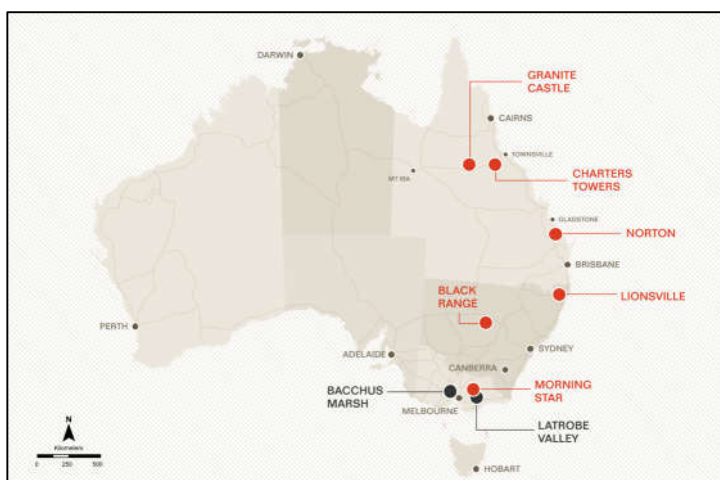 DARWIN
GRANITE
CASTLE
CAIRNS
TOWNSVILLE
MT ISA
CHARTERS
TOWERS
GLADSTONE
NORTON
BRISBANE
BLACK
RANGE
LIONSVILLE
PERTH
ADELAIDE
SYDNEY
CANBERRA
BACCHUS
MARSH
MORNING
STAR
MELBOURNE
LATROBE
VALLEY
HOBART
N
Kilometers
0 250 500